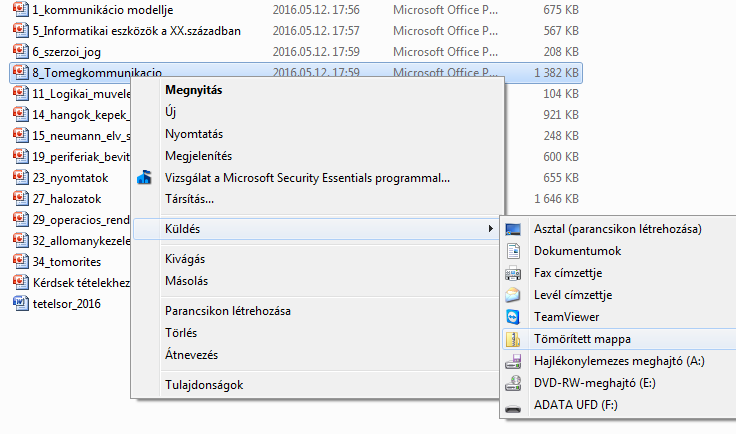 1_kommunikácio modellje 2016.05.12. 17:56 Microsoft Office P... 675 KB
5_Informatikai eszközök a XX.században 2016.05.12. 17:57 Microsoft Office P... 567 KB
6_szerzoi_jog 2016.05.12. 17:59 Microsoft Office P... 208 KB
8_Tomegkommunikacio 2016.05.12. 17:59 Microsoft Office P... 1 382 KB
11_Logikai_muvele 104 KB
14_hangok_kepek_ 921 KB
15_neumann_elv_s 248 KB
19_periferiak_bevit 600 KB
23_nyomtatok 655 KB
27_halozatok 1 646 KB
29_operacios_rend
32_allomanykezele
34_tomorites
Kérdsek tételekhez
tetelsor_2016
Megnyitás
Új
Nyomtatás
Megjelenítés
Vizsgálat a Microsoft Security Essentials programmal...
Társítás...
Küldés
Kivágás
Másolás
Parancsikon létrehozása
Törlés
Átnevezés
Tulajdonságok
Asztal (parancsikon létrehozása)
Dokumentumok
Fax címzettje
Levél címzettje
TeamViewer
Tömörített mappa
Hajlékonylemezes meghajtó (A:)
DVD-RW-meghajtó (E:)
ADATA UFD (F:)